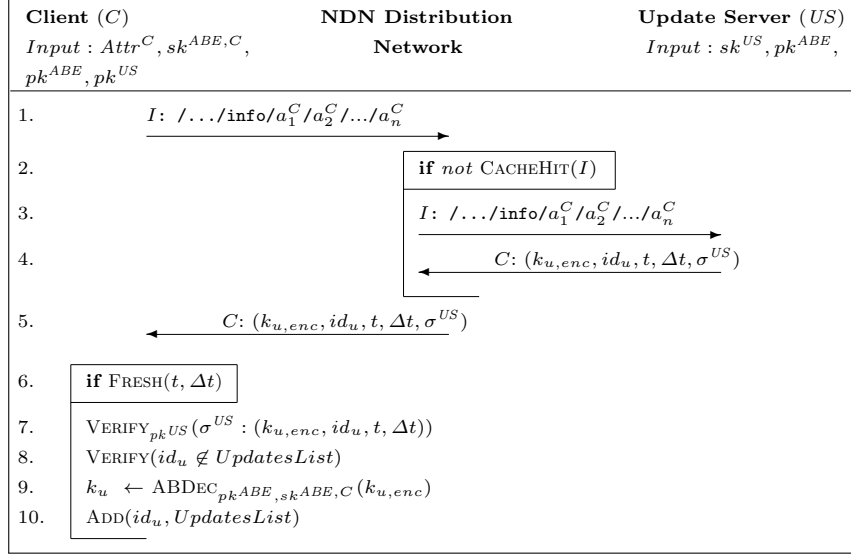 Client (C) NDN Distribution Update Server (US)
Input : Attr^C, sk^{ABE,C}, Network Input : sk^{US}, pk^{ABE},
pk^{ABE}, pk^{US}
1. I: /.../info/a_1^C/a_2^C/.../a_n^C
2. if not CACHEHIT(I)
3. I: /.../info/a_1^C/a_2^C/.../a_n^C
4. C: (k_{u,enc}, id_u, t, Δt, σ^{US})
5. C: (k_{u,enc}, id_u, t, Δt, σ^{US})
6. if FRESH(t, Δt)
7. VERIFY_{pk^{US}}(σ^{US} : (k_{u,enc}, id_u, t, Δt))
8. VERIFY(id_u ∉ UpdatesList)
9. k_u ← ABDEC_{pk^{ABE},sk^{ABE,C}}(k_{u,enc})
10. ADD(id_u, UpdatesList)